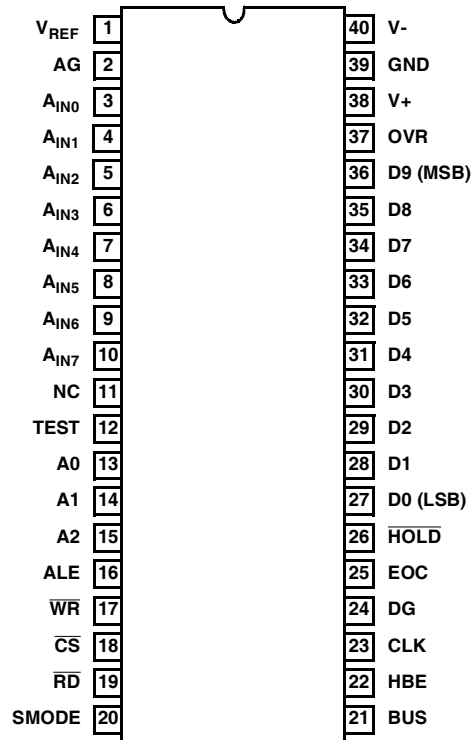 VREF 1 40 V-
AG 2 39 GND
AIN0 3 38 V+
AIN1 4 37 OVR
AIN2 5 36 D9 (MSB)
AIN3 6 35 D8
AIN4 7 34 D7
AIN5 8 33 D6
AIN6 9 32 D5
AIN7 10 31 D4
NC 11 30 D3
TEST 12 29 D2
A0 13 28 D1
A1 14 27 D0 (LSB)
A2 15 26 HOLD
ALE 16 25 EOC
WR 17 24 DG
CS 18 23 CLK
RD 19 22 HBE
SMODE 20 21 BUS